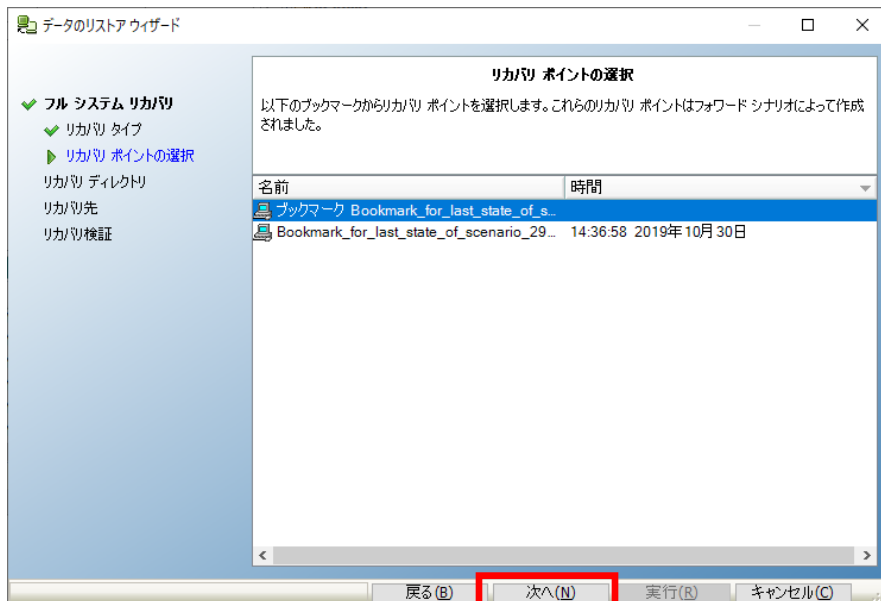 データのリストア ウィザード
フル システム リカバリ
リカバリ タイプ
リカバリ ポイントの選択
リカバリ ディレクトリ
リカバリ先
リカバリ検証
リカバリ ポイントの選択
以下のブックマークからリカバリ ポイントを選択します。これらのリカバリ ポイントはフォワード シナリオによって作成
されました。
名前 時間
ブックマーク Bookmark_for_last_state_of_s...
Bookmark_for_last_state_of_scenario_29... 14:36:58 2019年10月30日
戻る(B) 次へ(N) 実行(R) キャンセル(C)